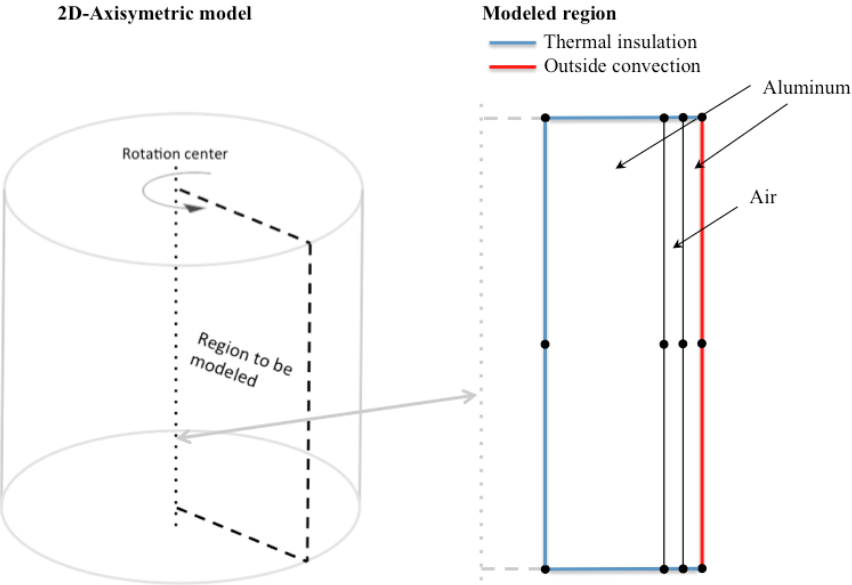 2D-Axisymetric model
Modeled region
Thermal insulation
Outside convection
Aluminum
Rotation center
Air
Region to be
modeled